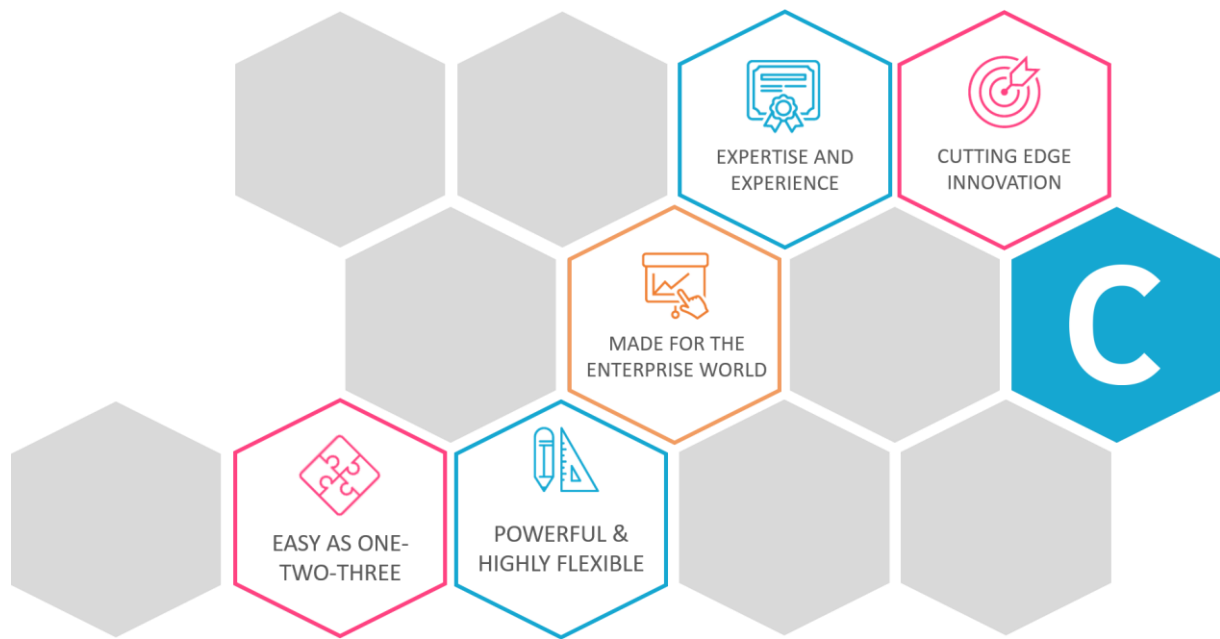 EXPERTISE AND
EXPERIENCE
CUTTING EDGE
INNOVATION
MADE FOR THE
ENTERPRISE WORLD
C
EASY AS ONE-
TWO-THREE
POWERFUL &
HIGHLY FLEXIBLE